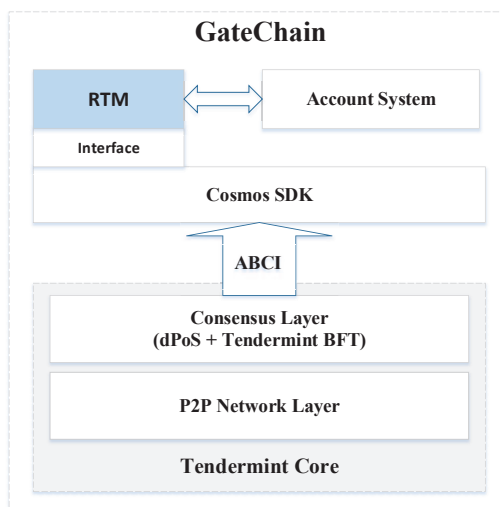 GateChain
RTM
Account System
Interface
Cosmos SDK
ABCI
Consensus Layer
(dPoS + Tendermint BFT)
P2P Network Layer
Tendermint Core